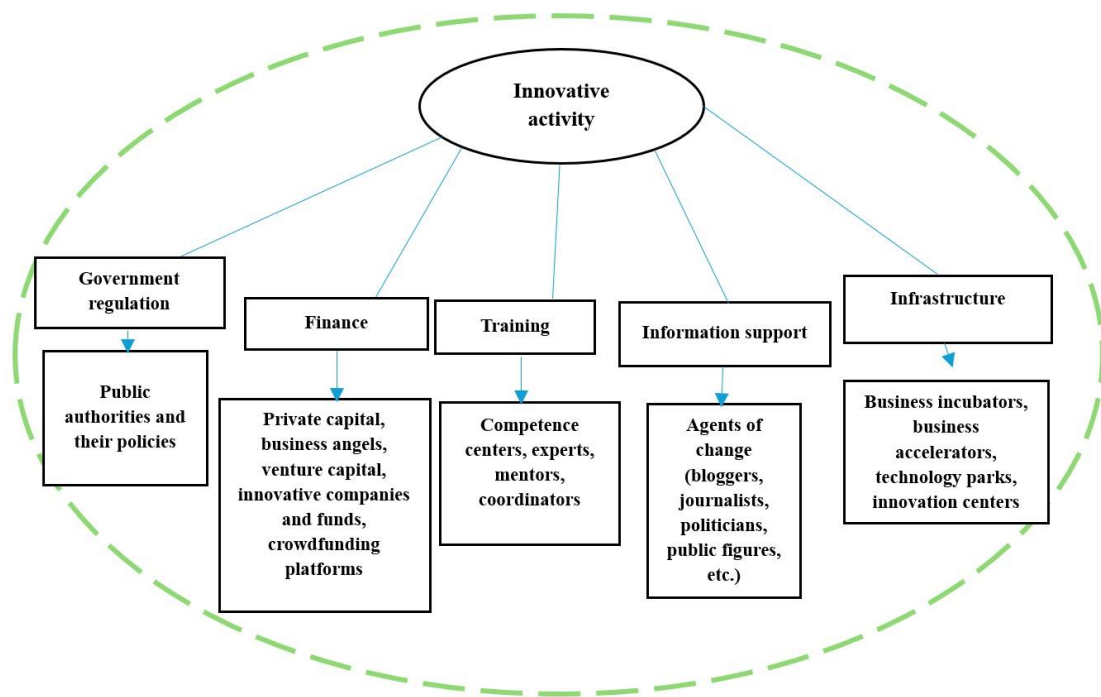 Innovative
activity
Government
regulation
Finance
Training
Information support
Infrastructure
Public
authorities and
their policies
Private capital,
business angels,
venture capital,
innovative companies
and funds,
crowdfunding
platforms
Competence
centers, experts,
mentors,
coordinators
Agents of
change
(bloggers,
journalists,
politicians,
public figures,
etc.)
Business incubators,
business
accelerators,
technology parks,
innovation centers